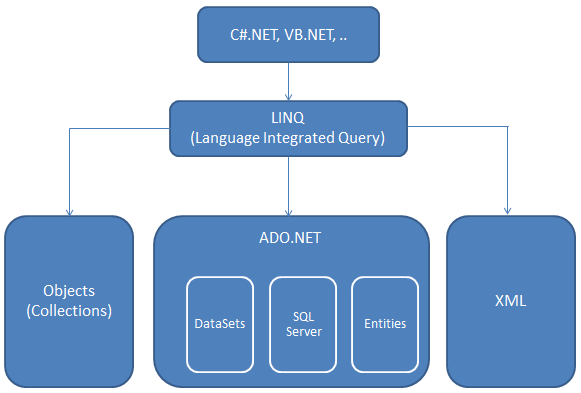 C#.NET, VB.NET, ..
LINQ
(Language Integrated Query)
Objects
(Collections)
ADO.NET
DataSets
SQL
Server
Entities
XML